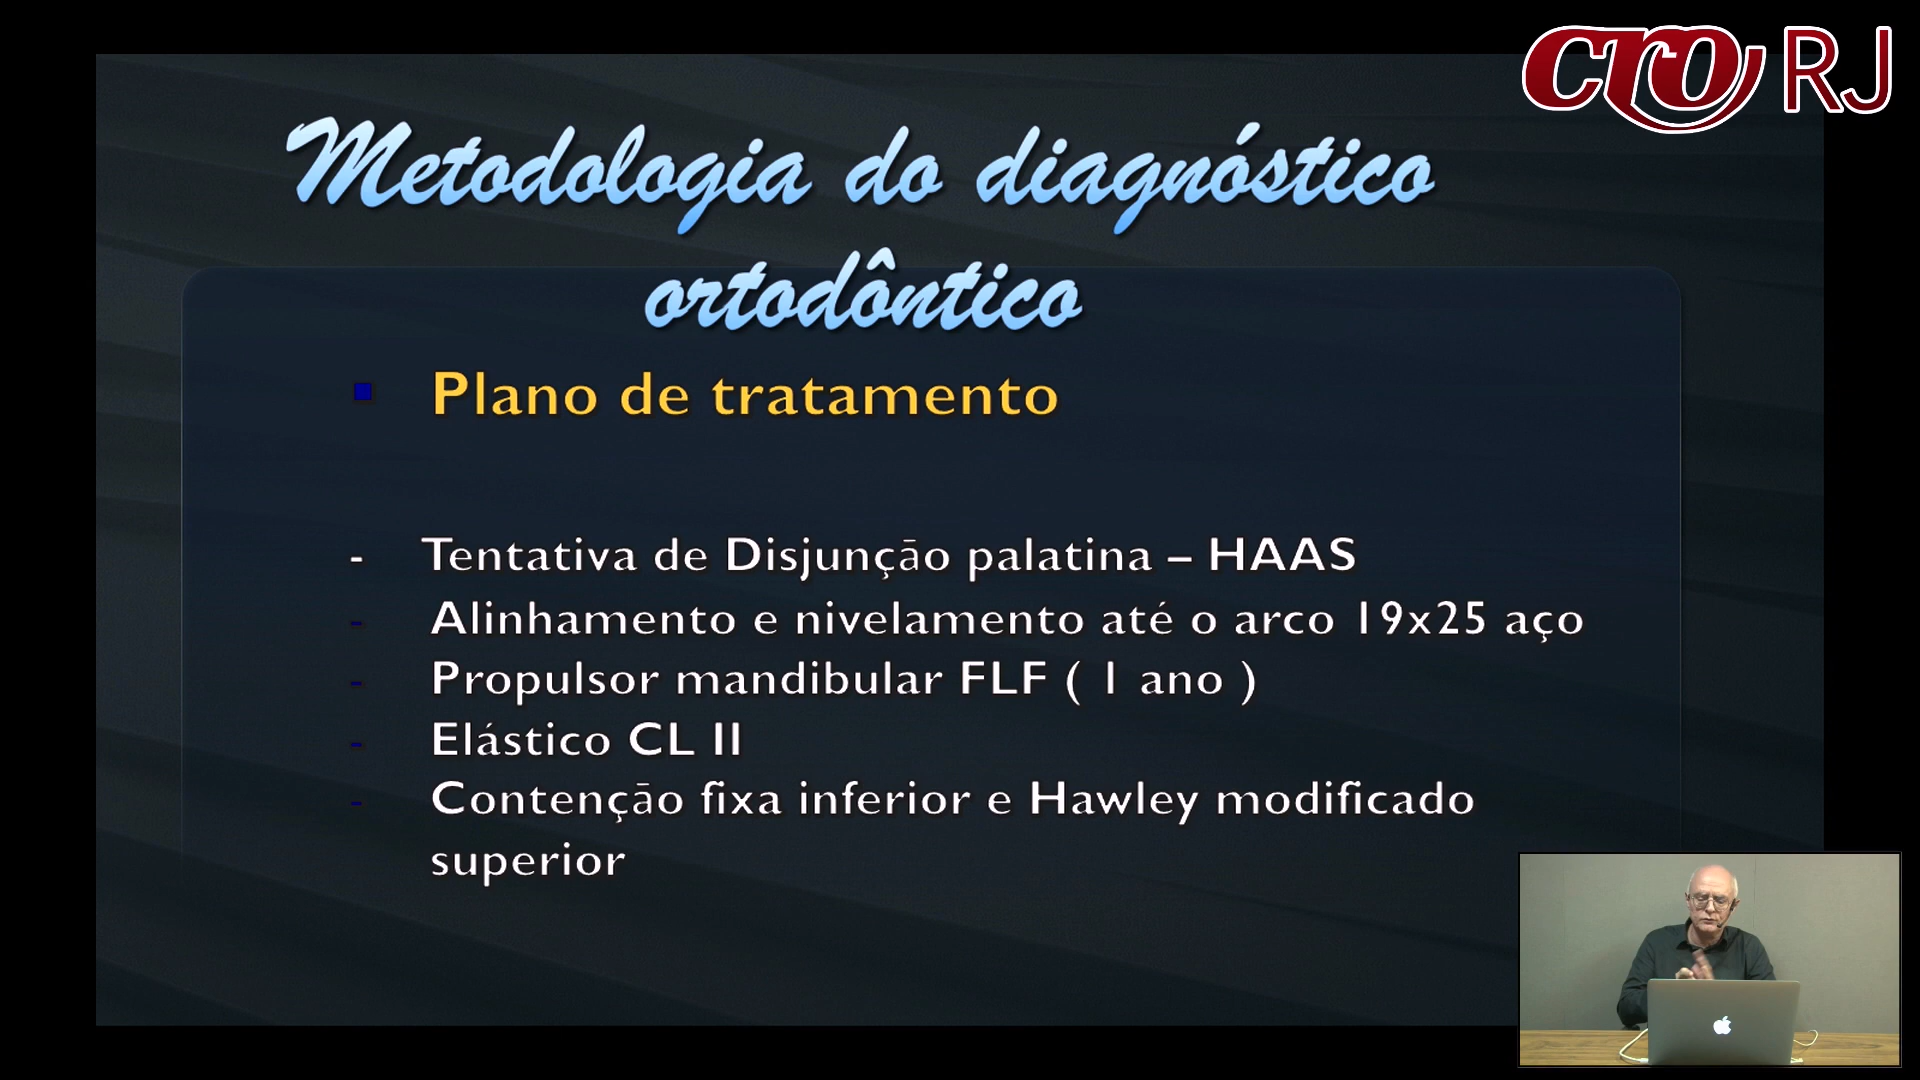 CRO RJ
Metodologia do diagnóstico
ortodôntico
Plano de tratamento
- Tentativa de Disjunção palatina – HAAS
- Alinhamento e nivelamento até o arco 19x25 aço
- Propulsor mandibular FLF ( 1 ano )
- Elástico CL II
- Contenção fixa inferior e Hawley modificado
superior